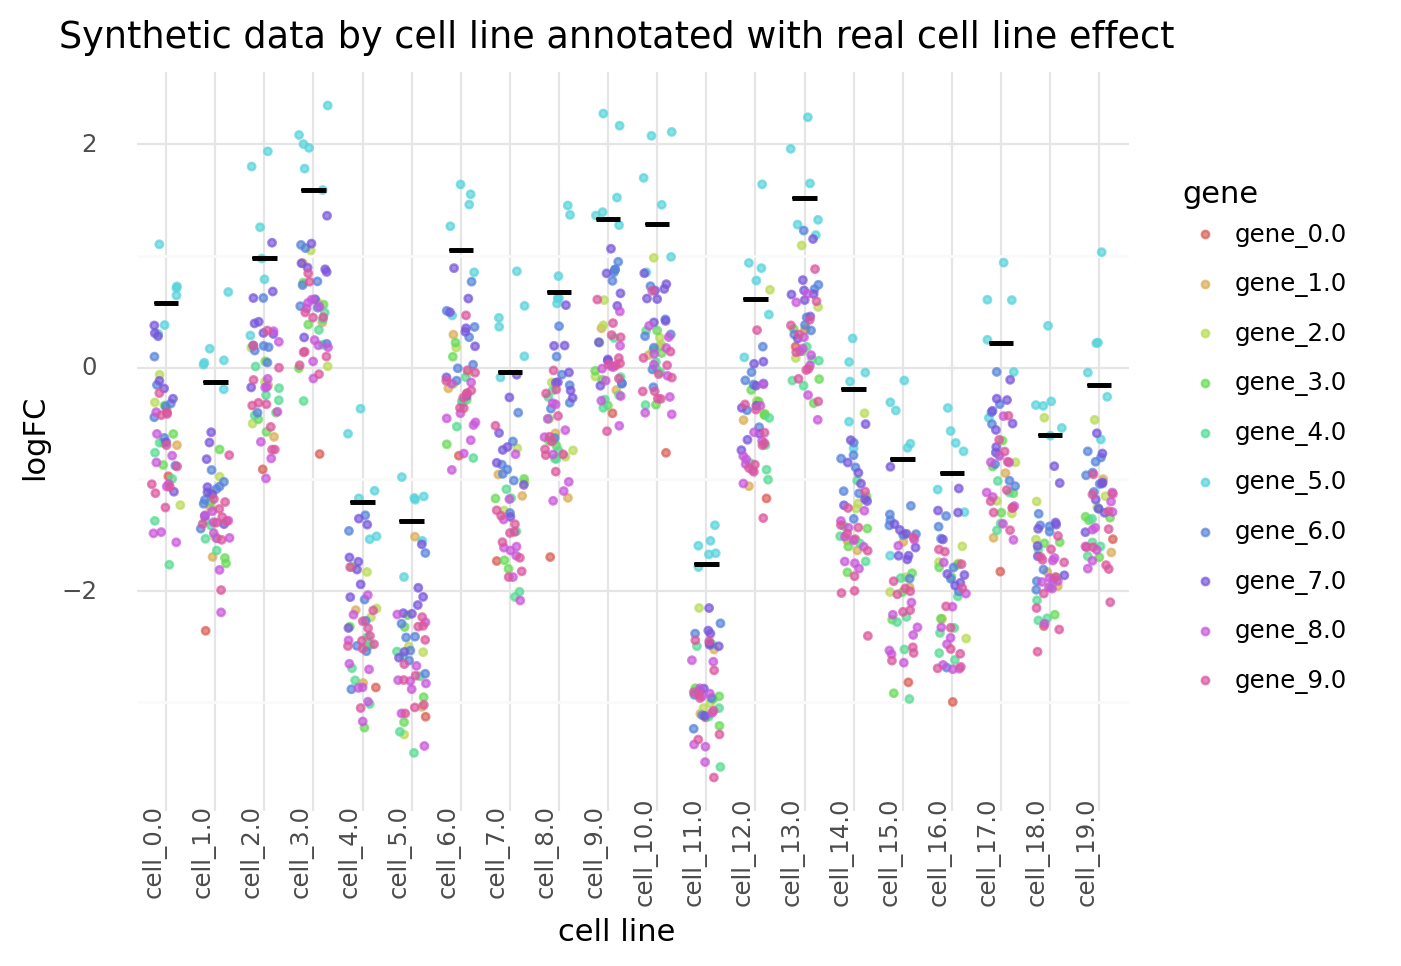 Synthetic data by cell line annotated with real cell line effect
2
0
−2
logFC
cell_0.0
cell_1.0
cell_2.0
cell_3.0
cell_4.0
cell_5.0
cell_6.0
cell_7.0
cell_8.0
cell_9.0
cell_10.0
cell_11.0
cell_12.0
cell_13.0
cell_14.0
cell_15.0
cell_16.0
cell_17.0
cell_18.0
cell_19.0
cell line
gene
gene_0.0
gene_1.0
gene_2.0
gene_3.0
gene_4.0
gene_5.0
gene_6.0
gene_7.0
gene_8.0
gene_9.0